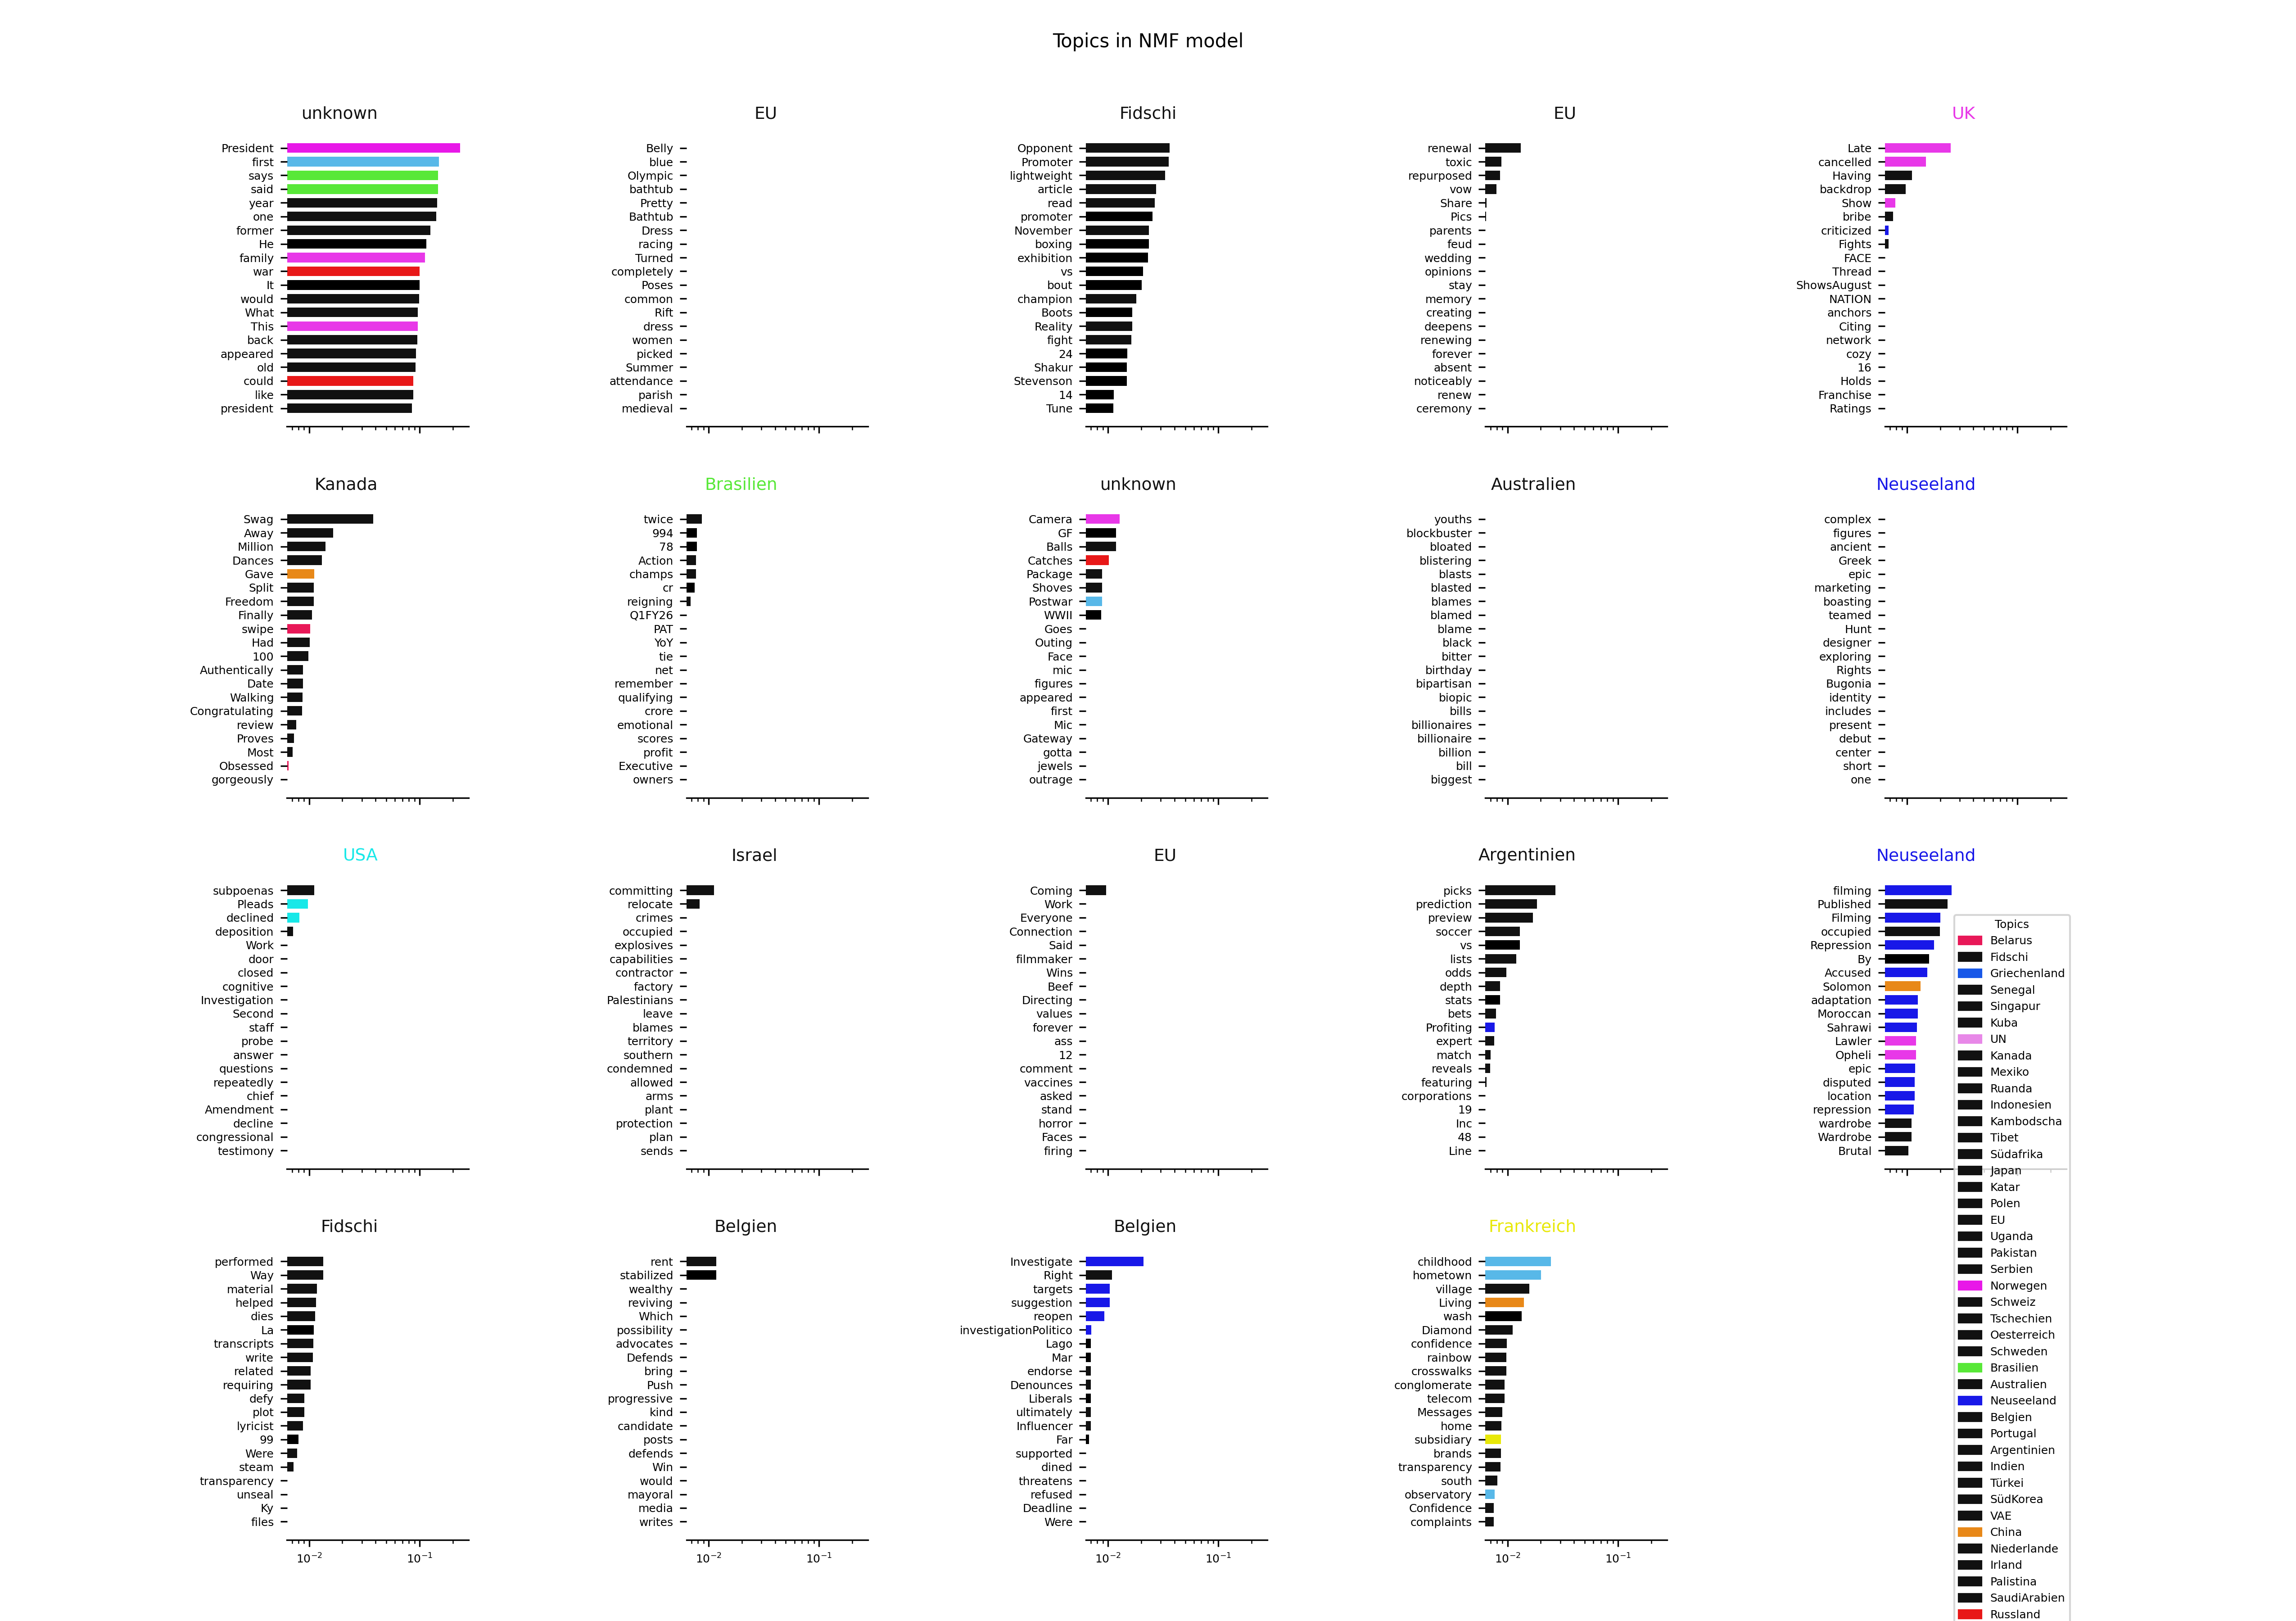 Topics in NMF model
unknown
President
first
says
said
year
one
former
He
family
war
It
would
What
This
back
appeared
old
could
like
president
EU
Belly
blue
Olympic
bathtub
Pretty
Bathtub
Dress
racing
Turned
completely
Poses
common
Rift
dress
women
picked
Summer
attendance
parish
medieval
Fidschi
Opponent
Promoter
lightweight
article
read
promoter
November
boxing
exhibition
vs
bout
champion
Boots
Reality
fight
24
Shakur
Stevenson
14
Tune
EU
renewal
toxic
repurposed
vow
Share
Pics
parents
feud
wedding
opinions
stay
memory
creating
deepens
renewing
forever
absent
noticeably
renew
ceremony
UK
Late
cancelled
Having
backdrop
Show
bribe
criticized
Fights
FACE
Thread
ShowsAugust
NATION
anchors
Citing
network
cozy
16
Holds
Franchise
Ratings
Kanada
Swag
Away
Million
Dances
Gave
Split
Freedom
Finally
swipe
Had
100
Authentically
Date
Walking
Congratulating
review
Proves
Most
Obsessed
gorgeously
Brasilien
twice
994
78
Action
champs
cr
reigning
Q1FY26
PAT
YoY
tie
net
remember
qualifying
crore
emotional
scores
profit
Executive
owners
unknown
Camera
GF
Balls
Catches
Package
Shoves
Postwar
WWII
Goes
Outing
Face
mic
figures
appeared
first
Mic
Gateway
gotta
jewels
outrage
Australien
youths
blockbuster
bloated
blistering
blasts
blasted
blames
blamed
blame
black
bitter
birthday
bipartisan
biopic
bills
billionaires
billionaire
billion
bill
biggest
Neuseeland
complex
figures
ancient
Greek
epic
marketing
boasting
teamed
Hunt
designer
exploring
Rights
Bugonia
identity
includes
present
debut
center
short
one
USA
subpoenas
Pleads
declined
deposition
Work
door
closed
cognitive
Investigation
Second
staff
probe
answer
questions
repeatedly
chief
Amendment
decline
congressional
testimony
Israel
committing
relocate
crimes
occupied
explosives
capabilities
contractor
factory
Palestinians
leave
blames
territory
southern
condemned
allowed
arms
plant
protection
plan
sends
EU
Coming
Work
Everyone
Connection
Said
filmmaker
Wins
Beef
Directing
values
forever
ass
12
comment
vaccines
asked
stand
horror
Faces
firing
Argentinien
picks
prediction
preview
soccer
vs
lists
odds
depth
stats
bets
Profiting
expert
match
reveals
featuring
corporations
19
Inc
48
Line
Neuseeland
filming
Published
Filming
occupied
Repression
By
Accused
Solomon
adaptation
Moroccan
Sahrawi
Lawler
Opheli
epic
disputed
location
repression
wardrobe
Wardrobe
Brutal
Fidschi
performed
Way
material
helped
dies
La
transcripts
write
related
requiring
defy
plot
lyricist
99
Were
steam
transparency
unseal
Ky
files
10⁻² 10⁻¹
Belgien
rent
stabilized
wealthy
reviving
Which
possibility
advocates
Defends
bring
Push
progressive
kind
candidate
posts
defends
Win
would
mayoral
media
writes
10⁻² 10⁻¹
Belgien
Investigate
Right
targets
suggestion
reopen
investigationPolitico
Lago
Mar
endorse
Denounces
Liberals
ultimately
Influencer
Far
supported
dined
threatens
refused
Deadline
Were
10⁻² 10⁻¹
Frankreich
childhood
hometown
village
Living
wash
Diamond
confidence
rainbow
crosswalks
conglomerate
telecom
Messages
home
subsidiary
brands
transparency
south
observatory
Confidence
complaints
10⁻² 10⁻¹
Topics
Belarus
Fidschi
Griechenland
Senegal
Singapur
Kuba
UN
Kanada
Mexiko
Ruanda
Indonesien
Kambodscha
Tibet
Südafrika
Japan
Katar
Polen
EU
Uganda
Pakistan
Serbien
Norwegen
Schweiz
Tschechien
Oesterreich
Schweden
Brasilien
Australien
Neuseeland
Belgien
Portugal
Argentinien
Indien
Türkei
SüdKorea
VAE
China
Niederlande
Irland
Palistina
SaudiArabien
Russland